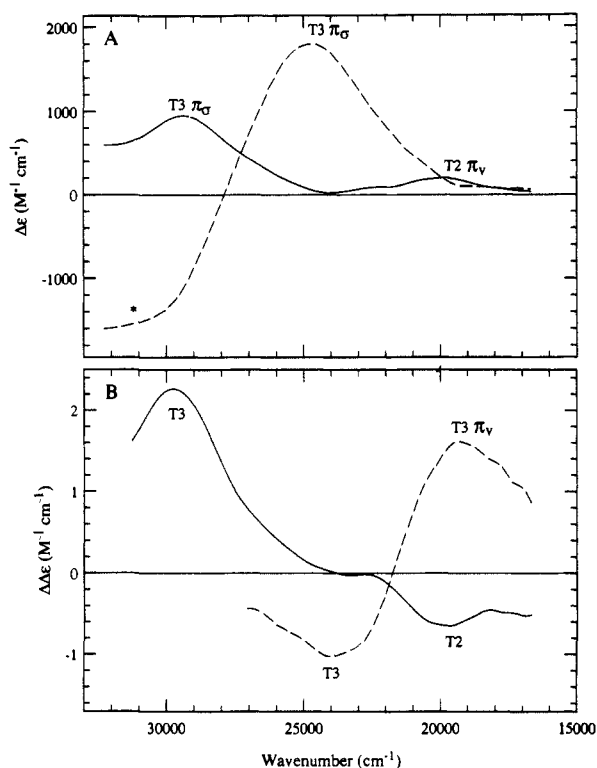 A
T3 πσ
T3 πσ
T2 πv
*
2000
1000
0
-1000
Δε (M⁻¹ cm⁻¹)
B
T3
T3 πv
T3
T2
2
1
0
-1
ΔΔε (M⁻¹ cm⁻¹)
30000 25000 20000 15000
Wavenumber (cm⁻¹)